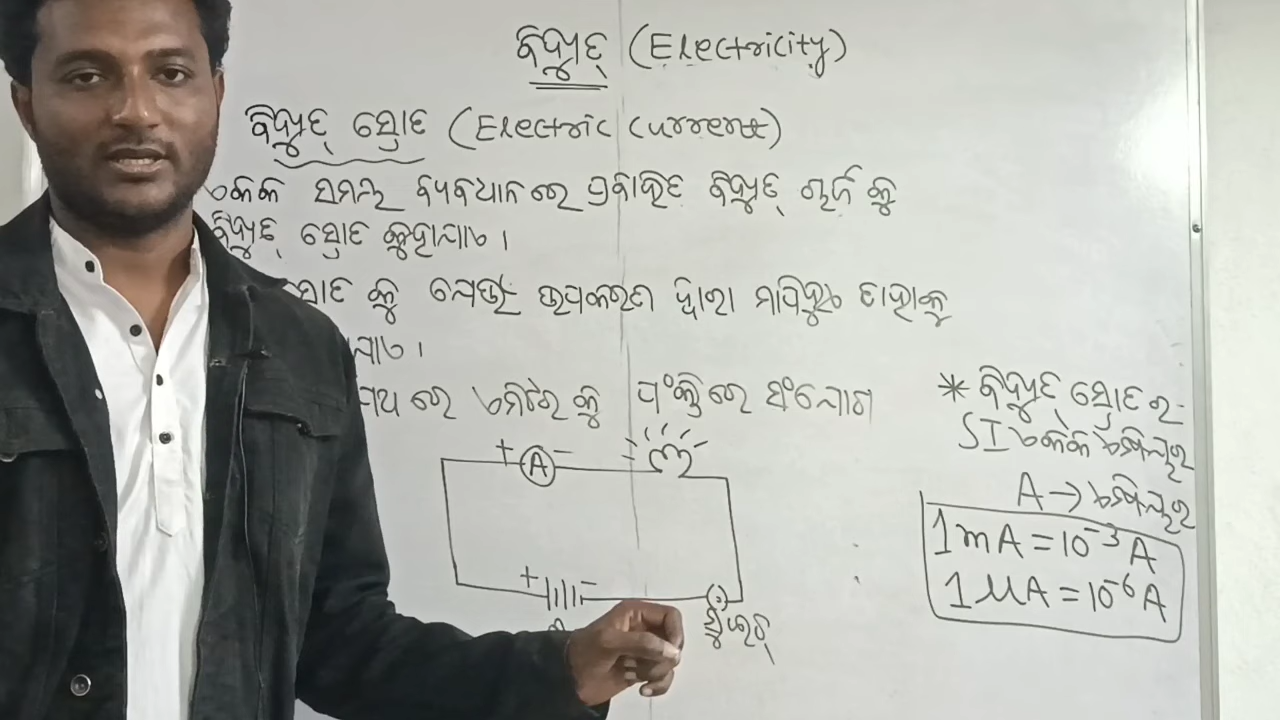 ବିଦ୍ୟୁତ୍ (Electricity)
ବିଦ୍ୟୁତ୍ ସ୍ରୋତ (Electric Current)
ଏକକ ସମୟ ବ୍ୟବଧାନରେ ପ୍ରବାହିତ ବିଦ୍ୟୁତ୍ ଚାର୍ଜ କୁ
ବିଦ୍ୟୁତ୍ ସ୍ରୋତ କୁହାଯାଏ ।
ସ୍ରୋତ କୁ ଯେଉଁ ଉପକରଣ ଦ୍ୱାରା ମାପିହୁଏ ତାହାକୁ
ଯାଏ ।
ପଥ ରେ ଏମିଟର କୁ ପଂକ୍ତିରେ ସଂଯୋଗ
+ A -
+ -
ସୁଇଚ୍
* ବିଦ୍ୟୁତ ସ୍ରୋତ ର
SI ଏକକ ଏମ୍ପିୟର
A → ଏମ୍ପିୟର
1mA = 10⁻³ A
1μA = 10⁻⁶ A